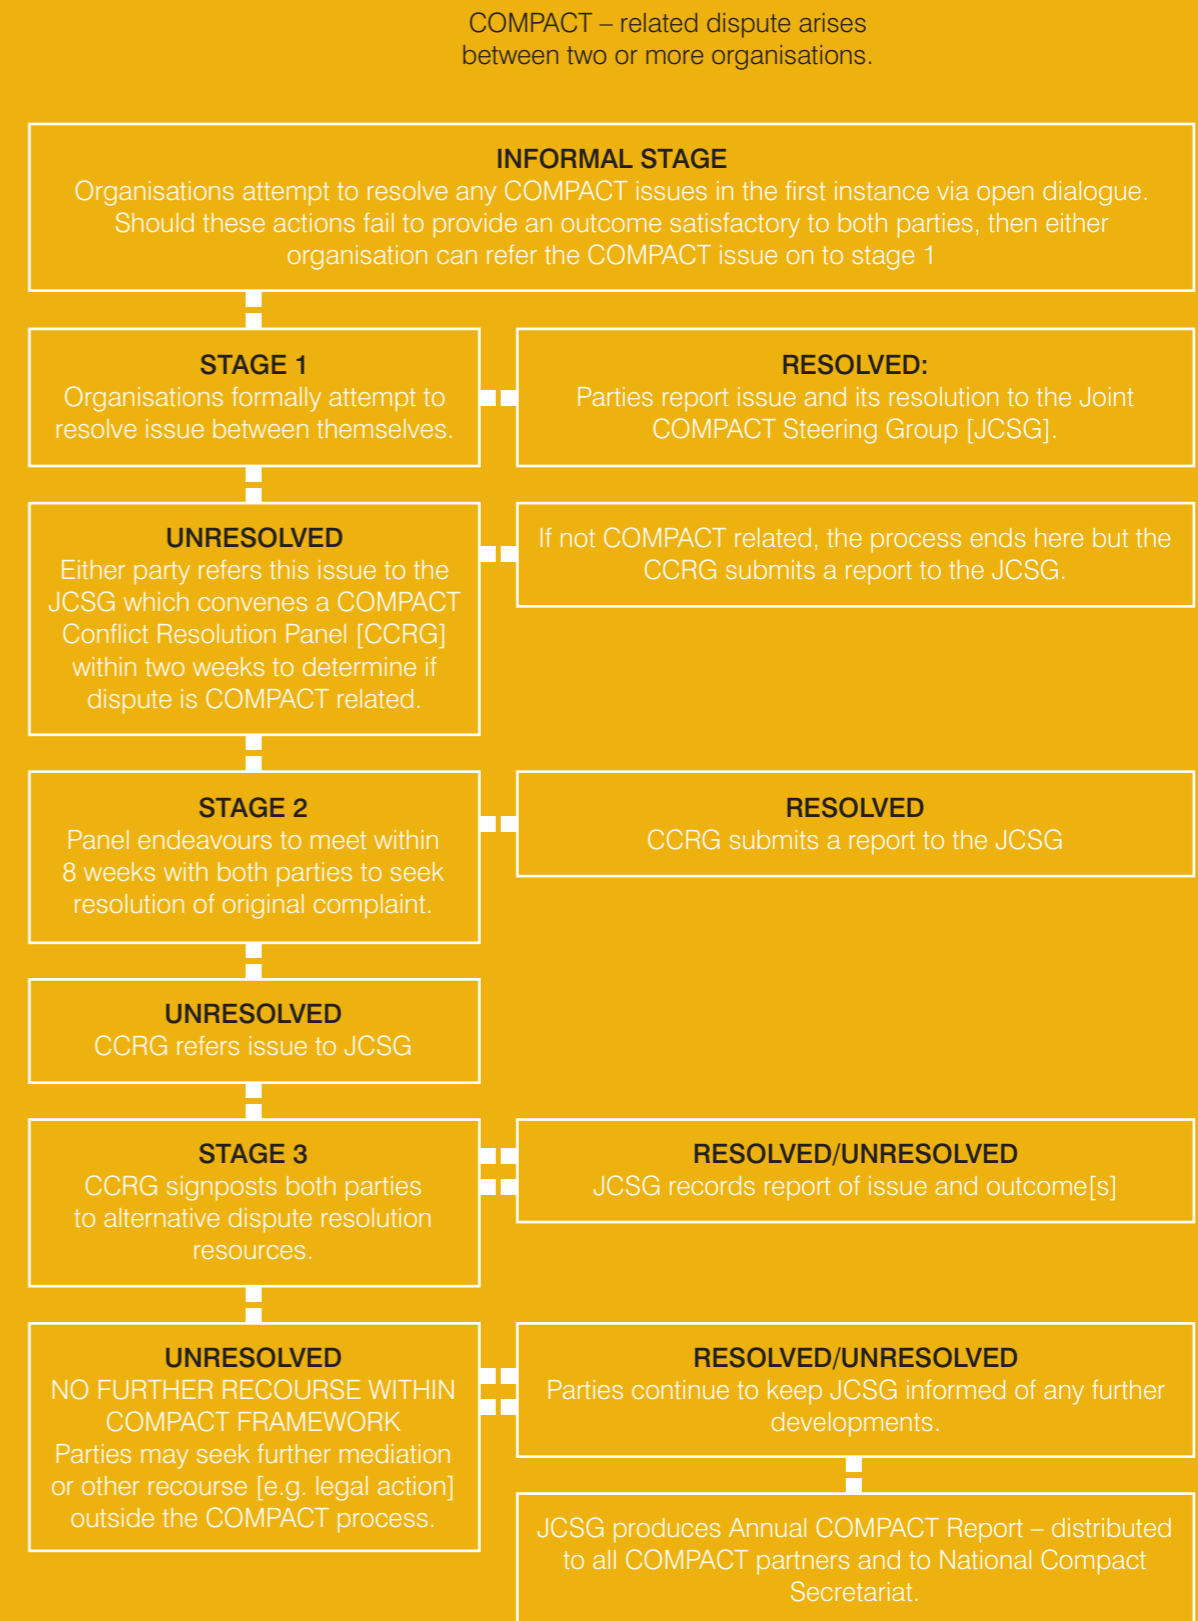 COMPACT – related dispute arises
between two or more organisations.
INFORMAL STAGE
Organisations attempt to resolve any COMPACT issues in the first instance via open dialogue.
Should these actions fail to provide an outcome satisfactory to both parties, then either
organisation can refer the COMPACT issue on to stage 1
STAGE 1
Organisations formally attempt to
resolve issue between themselves.
RESOLVED:
Parties report issue and its resolution to the Joint
COMPACT Steering Group [JCSG].
UNRESOLVED
Either party refers this issue to the
JCSG which convenes a COMPACT
Conflict Resolution Panel [CCRG]
within two weeks to determine if
dispute is COMPACT related.
If not COMPACT related, the process ends here but the
CCRG submits a report to the JCSG.
STAGE 2
Panel endeavours to meet within
8 weeks with both parties to seek
resolution of original complaint.
RESOLVED
CCRG submits a report to the JCSG
UNRESOLVED
CCRG refers issue to JCSG
STAGE 3
CCRG signposts both parties
to alternative dispute resolution
resources.
RESOLVED/UNRESOLVED
JCSG records report of issue and outcome[s]
UNRESOLVED
NO FURTHER RECOURSE WITHIN
COMPACT FRAMEWORK
Parties may seek further mediation
or other recourse [e.g. legal action]
outside the COMPACT process.
RESOLVED/UNRESOLVED
Parties continue to keep JCSG informed of any further
developments.
JCSG produces Annual COMPACT Report – distributed
to all COMPACT partners and to National Compact
Secretariat.